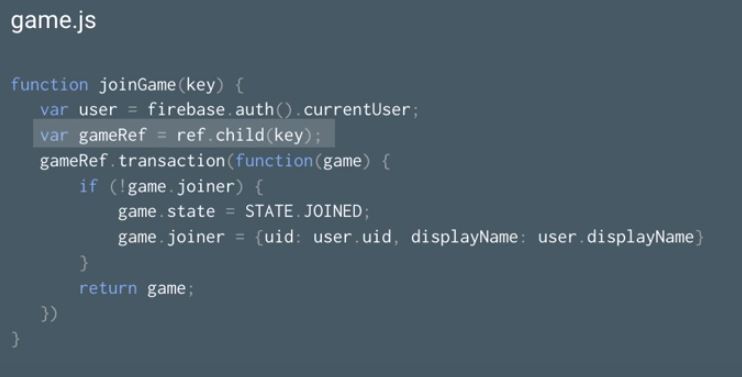 game.js
function joinGame(key) {
var user = firebase.auth().currentUser;
var gameRef = ref.child(key);
gameRef.transaction(function(game) {
if (!game.joiner) {
game.state = STATE.JOINED;
game.joiner = {uid: user.uid, displayName: user.displayName}
}
return game;
})
}